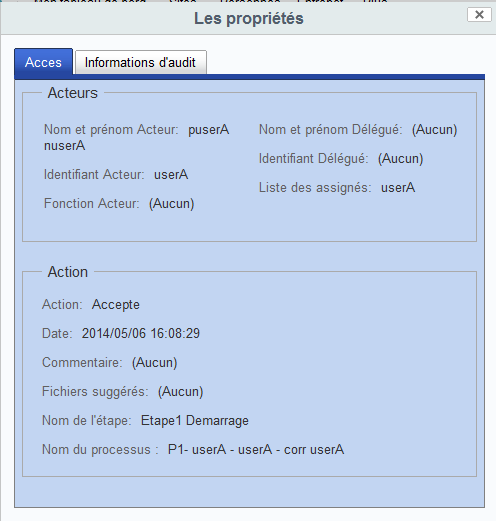 Les propriétés
Acces
Informations d'audit
Acteurs
Nom et prénom Acteur: puserA
nuserA
Identifiant Acteur: userA
Fonction Acteur: (Aucun)
Nom et prénom Délégué: (Aucun)
Identifiant Délégué: (Aucun)
Liste des assignés: userA
Action
Action: Accepte
Date: 2014/05/06 16:08:29
Commentaire: (Aucun)
Fichiers suggérés: (Aucun)
Nom de l'étape: Etape1 Demarrage
Nom du processus : P1- userA - userA - corr userA